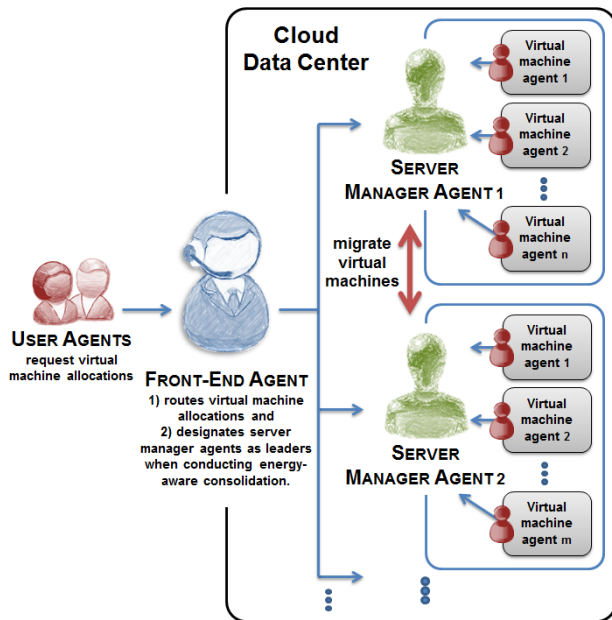 Cloud
Data Center
Virtual
machine
agent 1
Virtual
machine
agent 2
SERVER
MANAGER AGENT 1
Virtual
machine
agent n
migrate
virtual
machines
USER AGENTS
request virtual
machine allocations
FRONT-END AGENT
1) routes virtual machine
allocations and
2) designates server
manager agents as leaders
when conducting energy-
aware consolidation.
Virtual
machine
agent 1
Virtual
machine
agent 2
SERVER
MANAGER AGENT 2
Virtual
machine
agent m